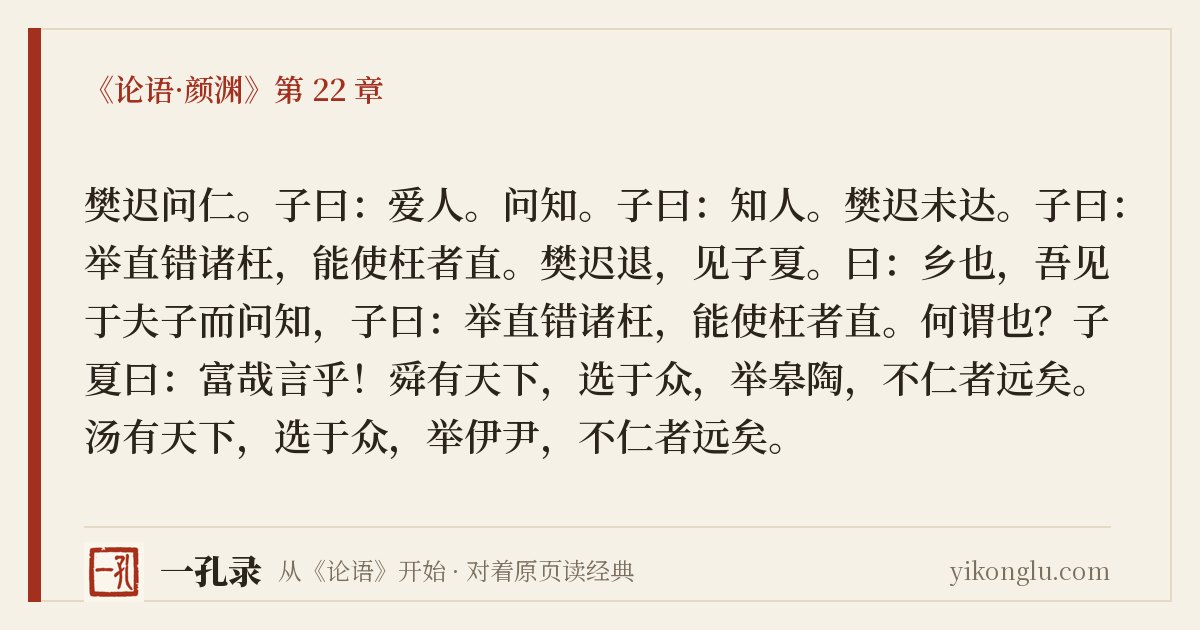 《论语·颜渊》第 22 章
樊迟问仁。子曰：爱人。问知。子曰：知人。樊迟未达。子曰：
举直错诸枉，能使枉者直。樊迟退，见子夏。曰：乡也，吾见
于夫子而问知，子曰：举直错诸枉，能使枉者直。何谓也？子
夏曰：富哉言乎！舜有天下，选于众，举皋陶，不仁者远矣。
汤有天下，选于众，举伊尹，不仁者远矣。
一孔
一孔录 从《论语》开始 · 对着原页读经典 yikonglu.com